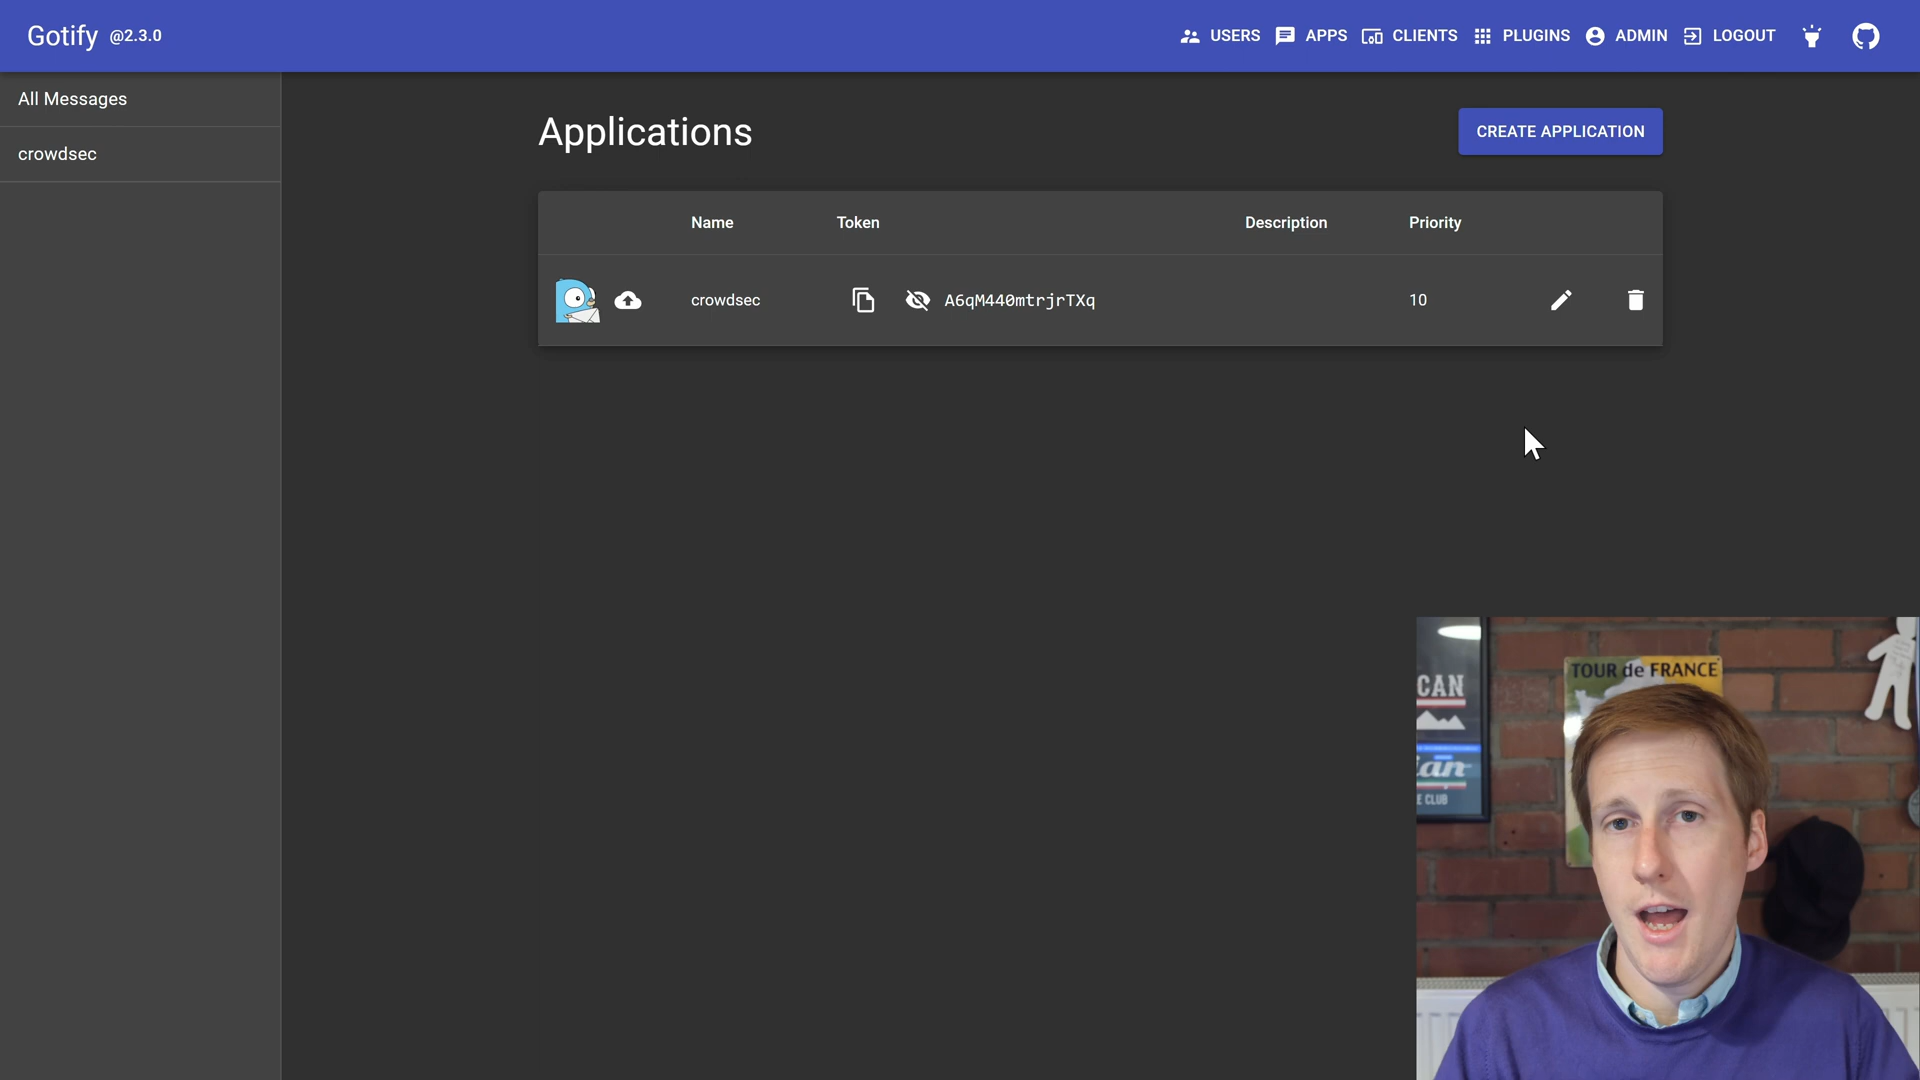 Gotify @2.3.0
USERS APPS CLIENTS PLUGINS ADMIN LOGOUT
All Messages
crowdsec
Applications
CREATE APPLICATION
Name Token Description Priority
crowdsec A6qM440mtrjrTXq 10
TOUR de FRANCE
CAN
ian
E CLUB